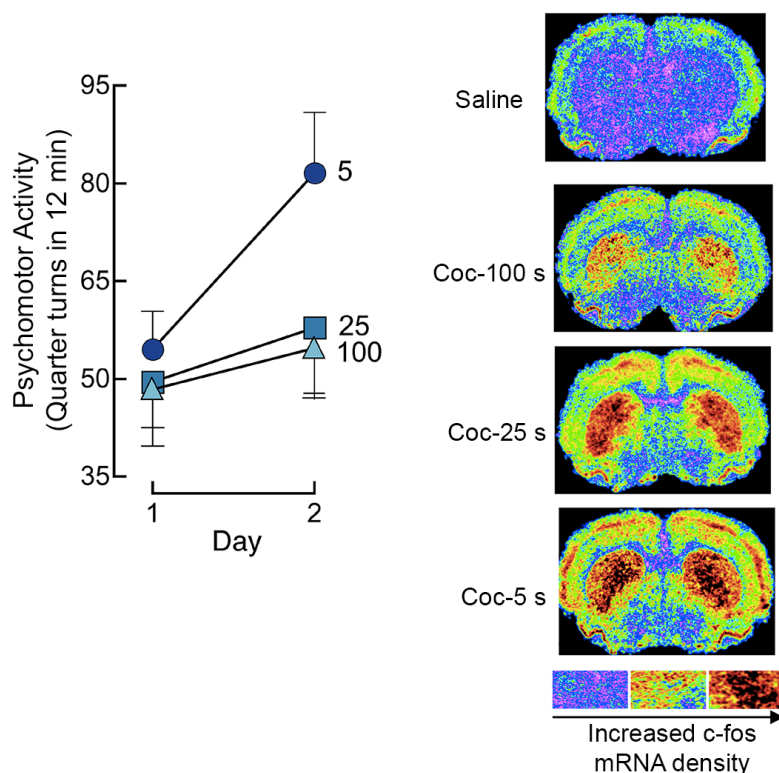 Psychomotor Activity
(Quarter turns in 12 min)
95
80
65
50
35
5
25
100
1
2
Day
Saline
Coc-100 s
Coc-25 s
Coc-5 s
Increased c-fos
mRNA density